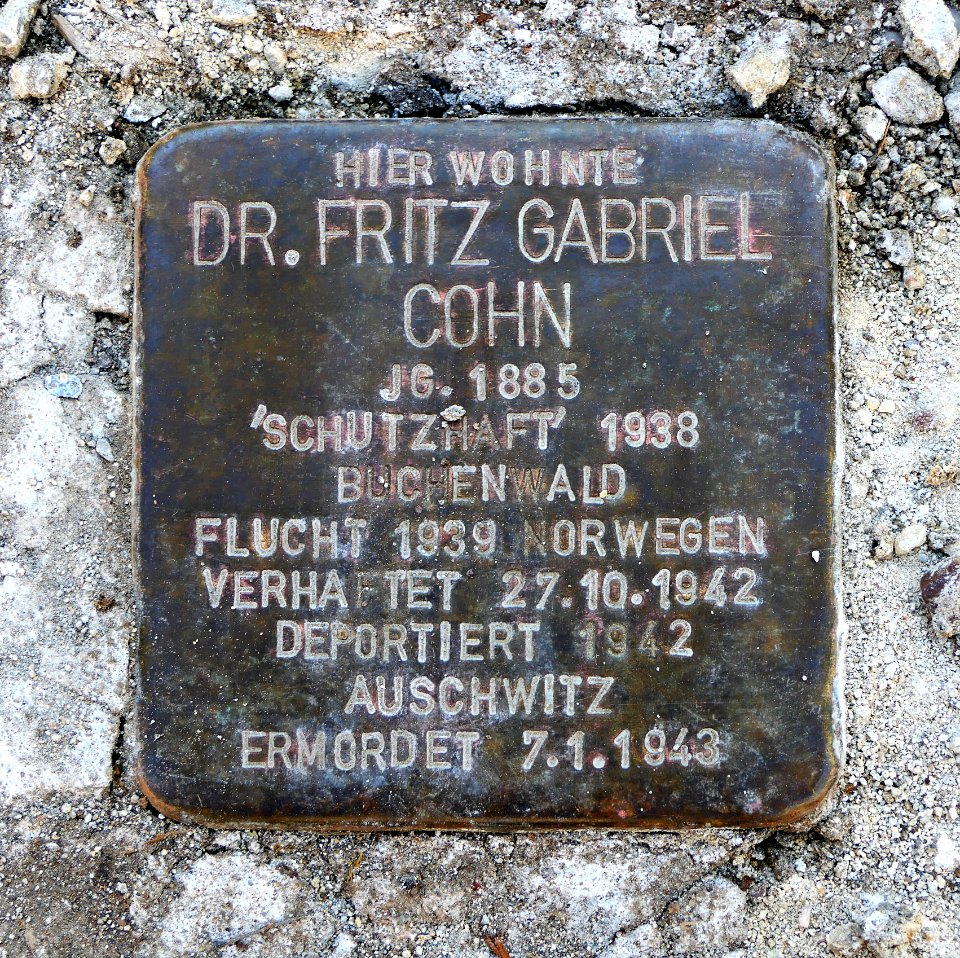 HIER WOHNTE
DR. FRITZ GABRIEL
COHN
JG. 1885
'SCHUTZHAFT' 1938
BUCHENWALD
FLUCHT 1939 NORWEGEN
VERHAFTET 27.10.1942
DEPORTIERT 1942
AUSCHWITZ
ERMORDET 7.1.1943